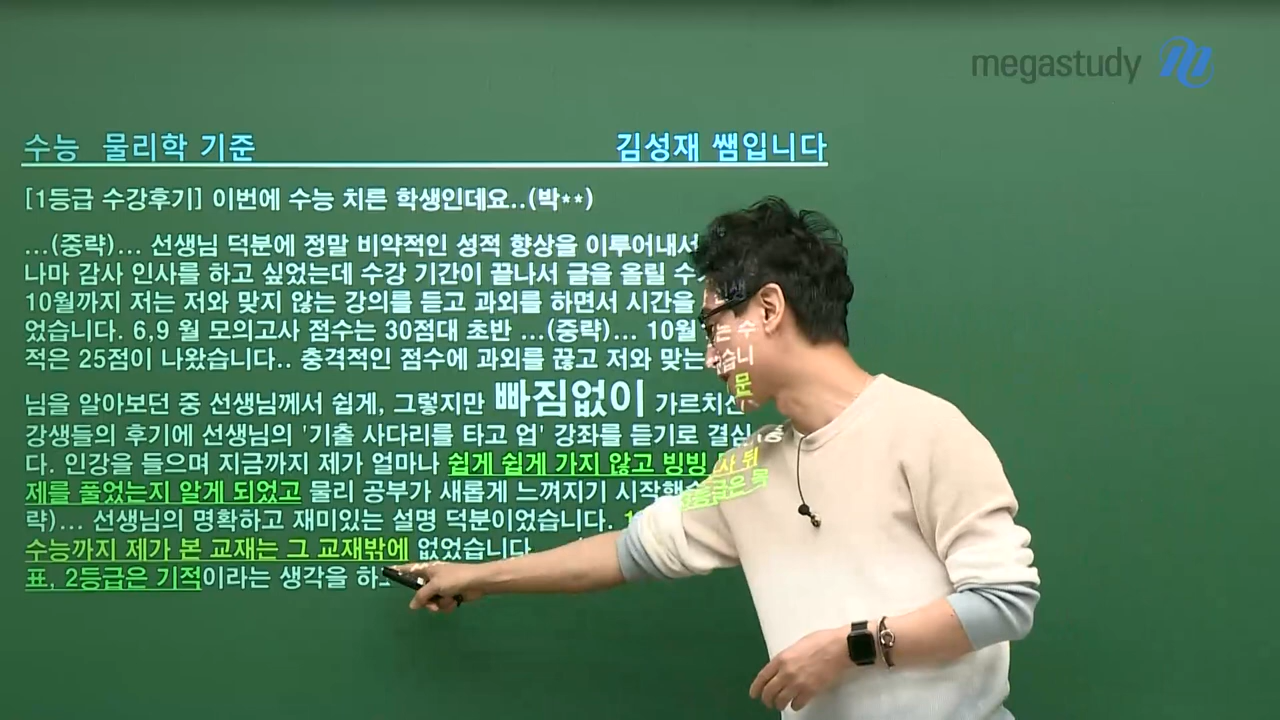 megastudy
수능 물리학 기준 김성재 쌤입니다
[1등급 수강후기] 이번에 수능 치른 학생인데요..(박**)
...(중략)... 선생님 덕분에 정말 비약적인 성적 향상을 이루어내서
나마 감사 인사를 하고 싶었는데 수강 기간이 끝나서 글을 올릴
10월까지 저는 저와 맞지 않는 강의를 듣고 과외를 하면서 시간을
었습니다. 6,9 월 모의고사 점수는 30점대 초반 ...(중략)... 10월 는 수
적은 25점이 나왔습니다.. 충격적인 점수에 과외를 끊고 저와 맞는 습니
문
님을 알아보던 중 선생님께서 쉽게, 그렇지만 빠짐없이 가르치신
강생들의 후기에 선생님의 '기출 사다리를 타고 업' 강좌를 듣기로 결심
다. 인강을 들으며 지금까지 제가 얼마나 쉽게 쉽게 가지 않고 빙빙 사 뒤
제를 풀었는지 알게 되었고 물리 공부가 새롭게 느껴지기 시작했습 등급은 목
략)... 선생님의 명확하고 재미있는 설명 덕분이었습니다.
수능까지 제가 본 교재는 그 교재밖에 없었습니다.
표, 2등급은 기적이라는 생각을 하